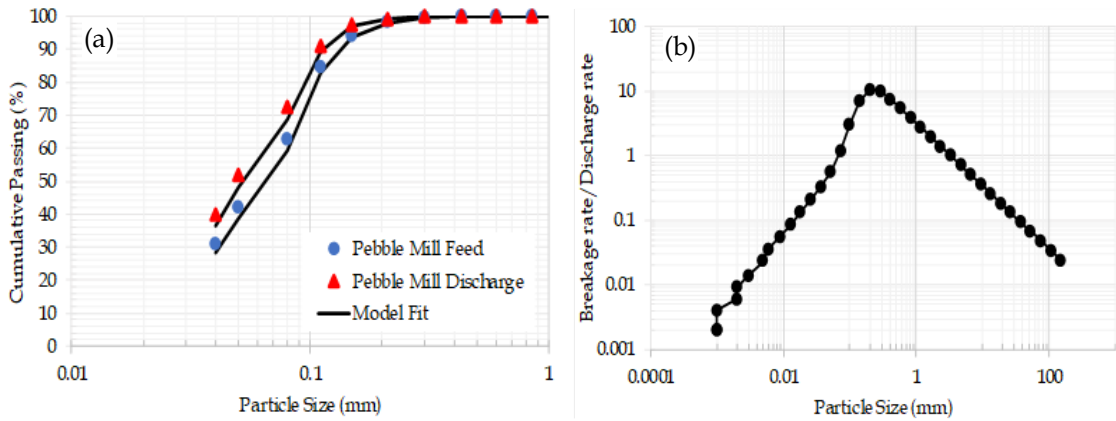 (a)
Cumulative Passing (%)
100
90
80
70
60
50
40
30
20
10
0
0.01
0.1
1
Particle Size (mm)
Pebble Mill Feed
Pebble Mill Discharge
Model Fit
(b)
Breakage rate/Discharge rate
100
10
1
0.1
0.01
0.001
0.0001
0.01
1
100
Particle Size (mm)